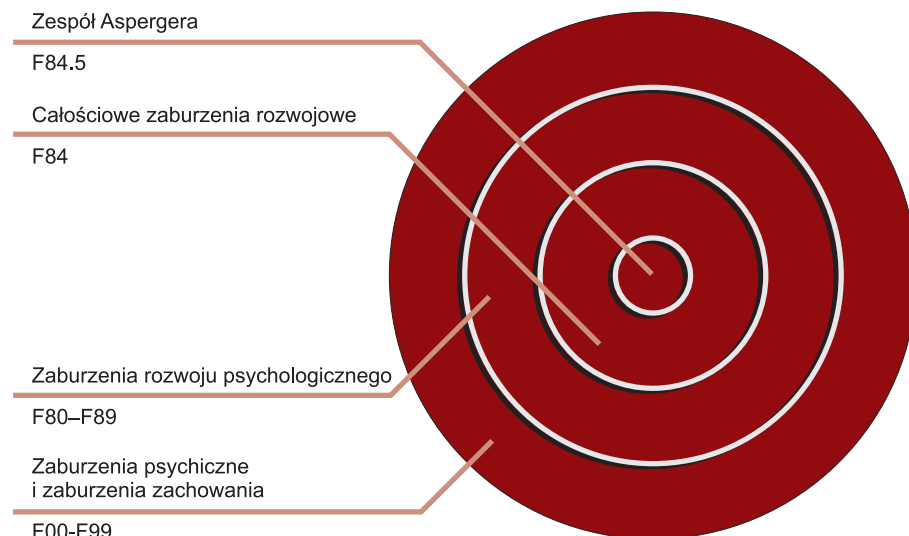 Zespół Aspergera
F84.5
Całościowe zaburzenia rozwojowe
F84
Zaburzenia rozwoju psychologicznego
F80–F89
Zaburzenia psychiczne
i zaburzenia zachowania
F00-F99